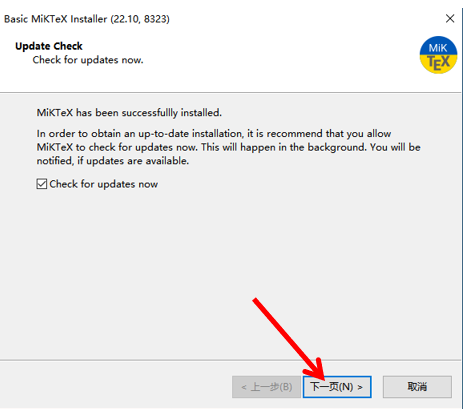 Basic MiKTeX Installer (22.10, 8323)
Update Check
Check for updates now.
MiK
TEX
MiKTeX has been successfullly installed.
In order to obtain an up-to-date installation, it is recommend that you allow
MiKTeX to check for updates now. This will happen in the background. You will be
notified, if updates are available.
Check for updates now
< 上一步(B)
下一页(N) >
取消